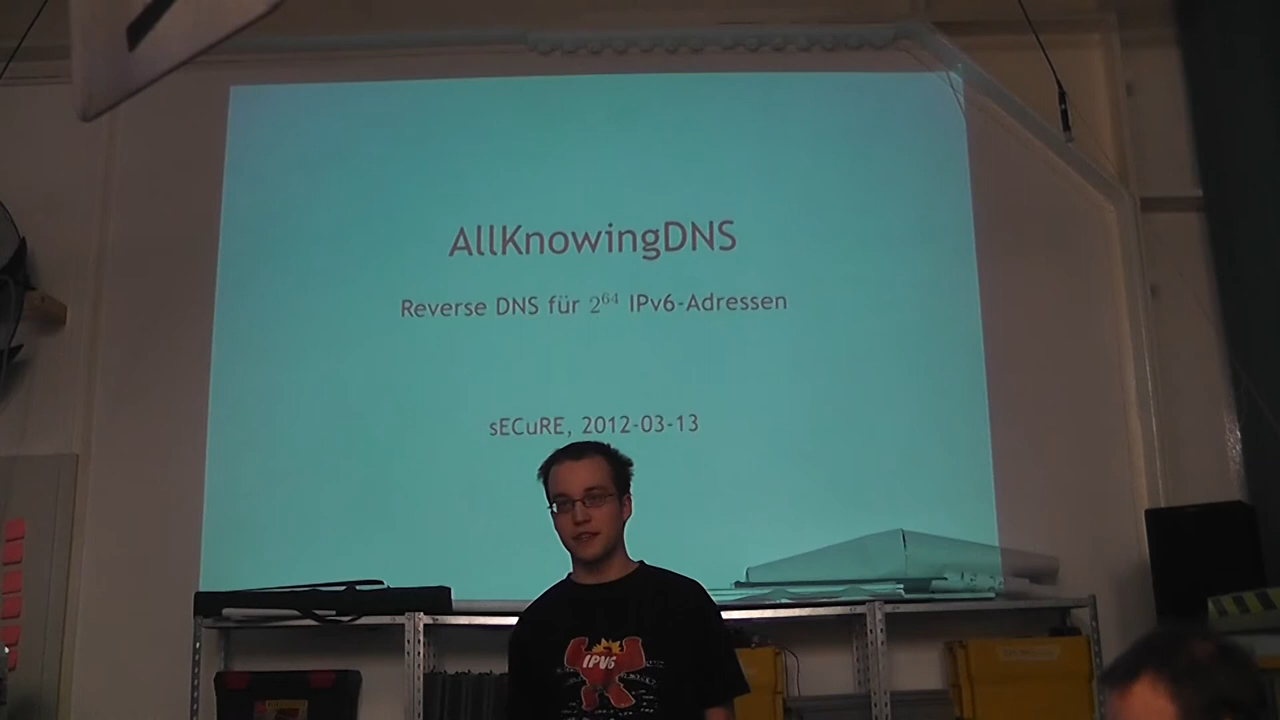 AllKnowingDNS
Reverse DNS für 2⁶⁴ IPv6-Adressen
sECuRE, 2012-03-13
IPV6